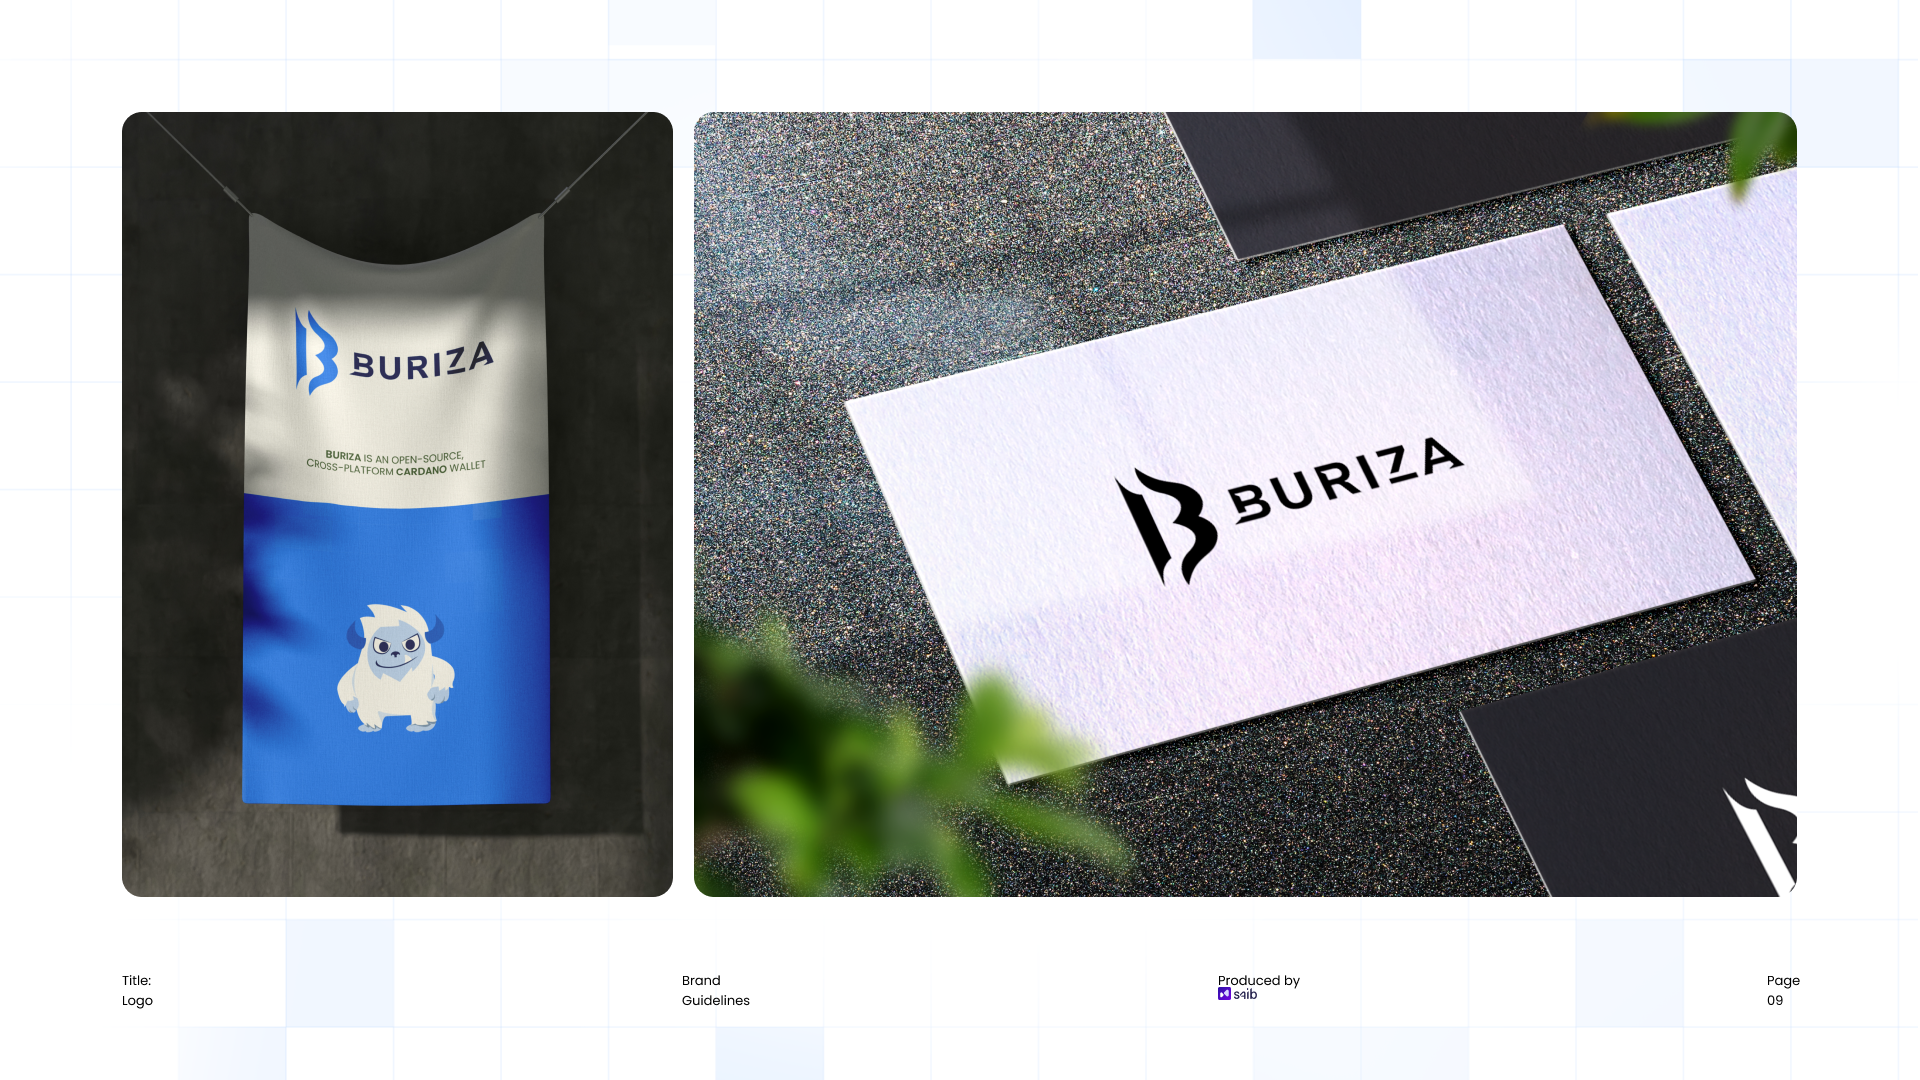 BURIZA
BURIZA IS AN OPEN-SOURCE,
CROSS-PLATFORM CARDANO WALLET
BURIZA
Title:
Logo
Brand
Guidelines
Produced by
saib
Page
09